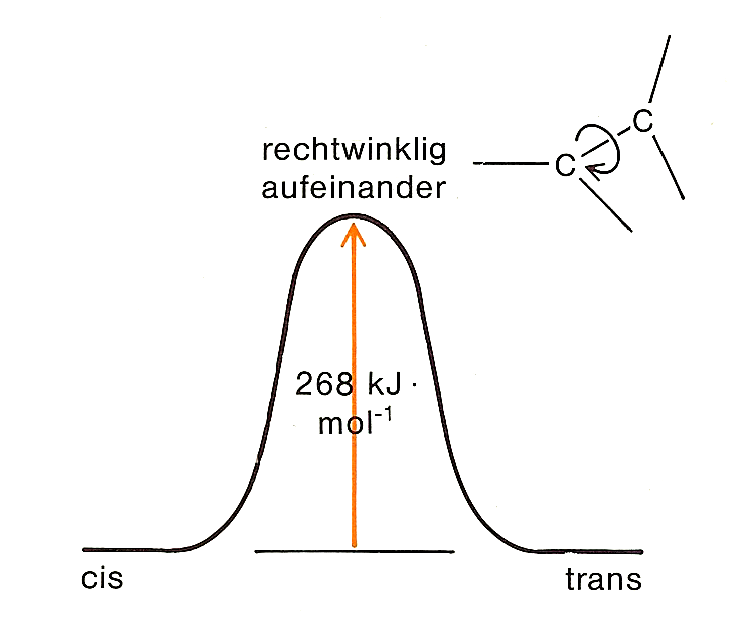 rechtwinklig
aufeinander
C
C
268 kJ ·
mol⁻¹
cis
trans